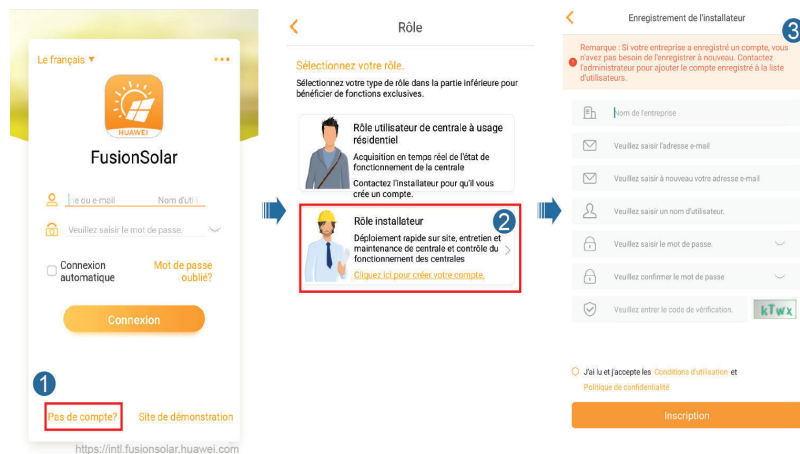 Le français ▼
HUAWEI
FusionSolar
e ou e-mail Nom d'uti
Veuillez saisir le mot de passe.
Connexion automatique
Mot de passe oublié?
Connexion
1
Pas de compte?
Site de démonstration
https://intl.fusionsolar.huawei.com
Rôle
Sélectionnez votre rôle.
Sélectionnez votre type de rôle dans la partie inférieure pour
bénéficier de fonctions exclusives.
Rôle utilisateur de centrale à usage
résidentiel
Acquisition en temps réel de l'état de
fonctionnement de la centrale
Contactez l'installateur pour qu'il vous
crée un compte.
2
Rôle installateur
Déploiement rapide sur site, entretien et
maintenance de centrale et contrôle du
fonctionnement des centrales
Cliquez ici pour créer votre compte.
Enregistrement de l'installateur
3
Remarque : Si votre entreprise a enregistré un compte, vous
n'avez pas besoin de l'enregistrer à nouveau. Contactez
l'administrateur pour ajouter le compte enregistré à la liste
d'utilisateurs.
Nom de l'entreprise
Veuillez saisir l'adresse e-mail
Veuillez saisir à nouveau votre adresse e-mail
Veuillez saisir un nom d'utilisateur.
Veuillez saisir le mot de passe.
Veuillez confirmer le mot de passe
Veuillez entrer le code de vérification.
kTwx
J'ai lu et j'accepte les Conditions d'utilisation et
Politique de confidentialité
Inscription